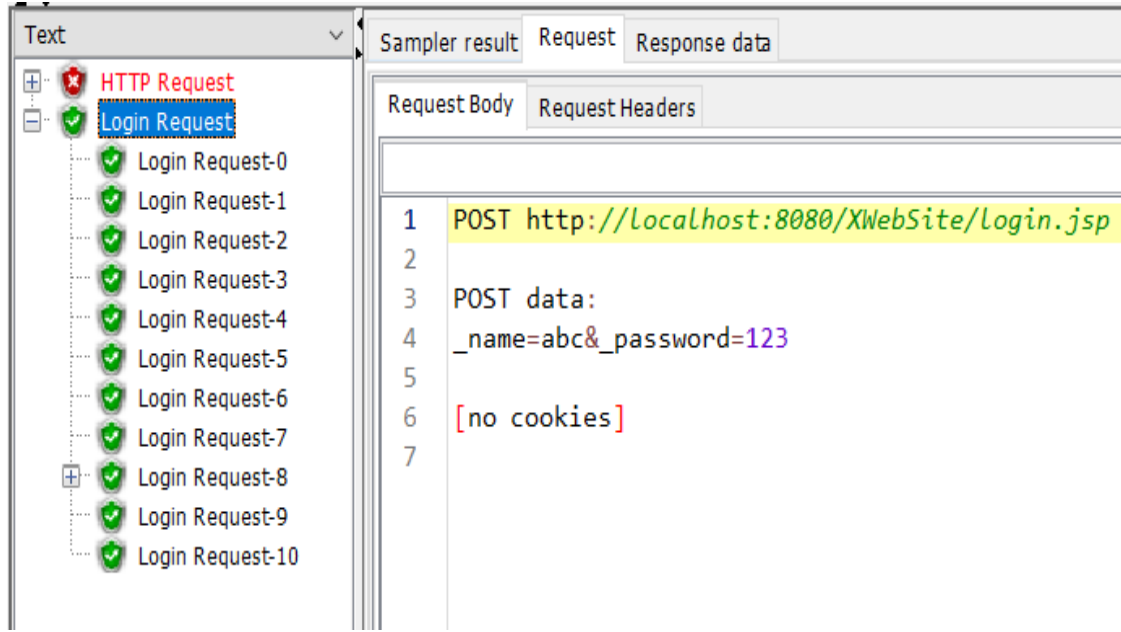 Text
HTTP Request
Login Request
Login Request-0
Login Request-1
Login Request-2
Login Request-3
Login Request-4
Login Request-5
Login Request-6
Login Request-7
Login Request-8
Login Request-9
Login Request-10
Sampler result Request Response data
Request Body Request Headers
1 POST http://localhost:8080/XWebSite/login.jsp
2
3 POST data:
4 _name=abc&_password=123
5
6 [no cookies]
7